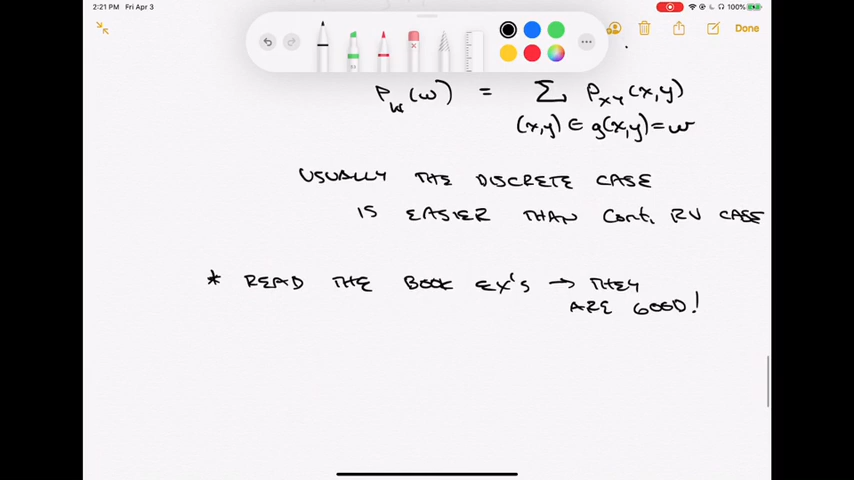 2:21 PM Fri Apr 3
100%
Done
P_W(w) = Σ P_XY(x,y)
(x,y) ∈ g(x,y)=w
USUALLY THE DISCRETE CASE
IS EASIER THAN CONT. RV CASE
* READ THE BOOK EX'S → THEY
ARE GOOD!